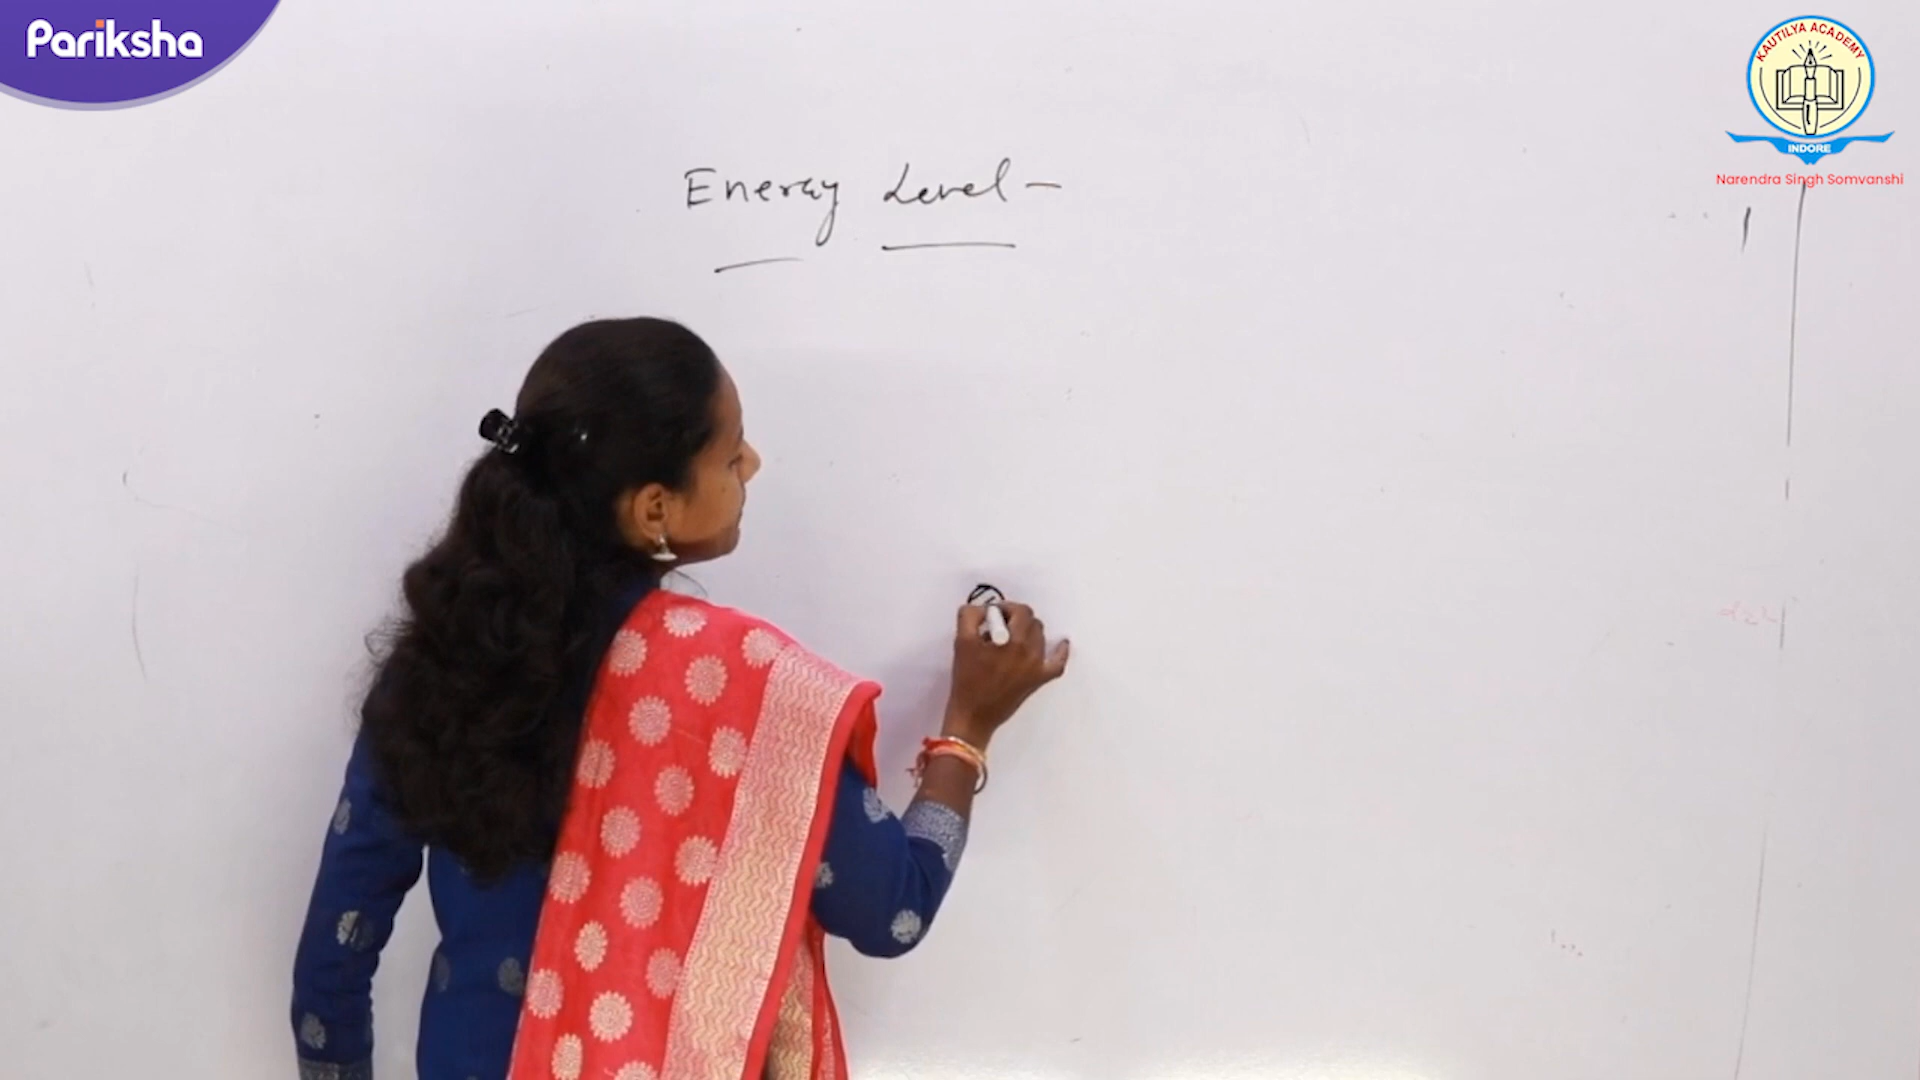 Pariksha
KAUTILYA ACADEMY
INDORE
Narendra Singh Somvanshi
Energy Level -